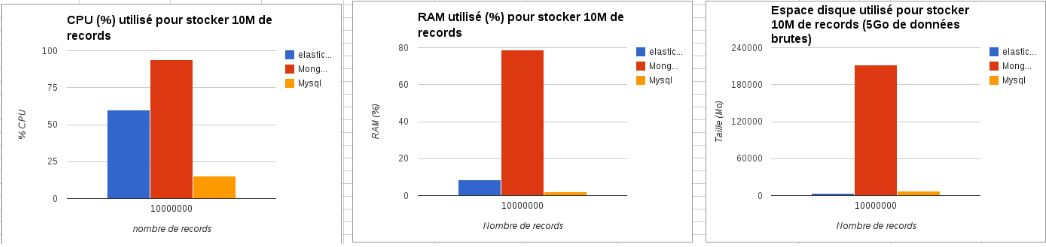 CPU (%) utilisé pour stocker 10M de
records
100
75
50
25
0
% CPU
10000000
nombre de records
elastic...
Mong...
Mysql
RAM utilisé (%) pour stocker 10M de
records
80
60
40
20
0
RAM (%)
10000000
Nombre de records
elastic...
Mong...
Mysql
Espace disque utilisé pour stocker
10M de records (5Go de données
brutes)
240000
180000
120000
60000
0
Taille (Mo)
10000000
Nombre de records
elastic...
Mong...
Mysql